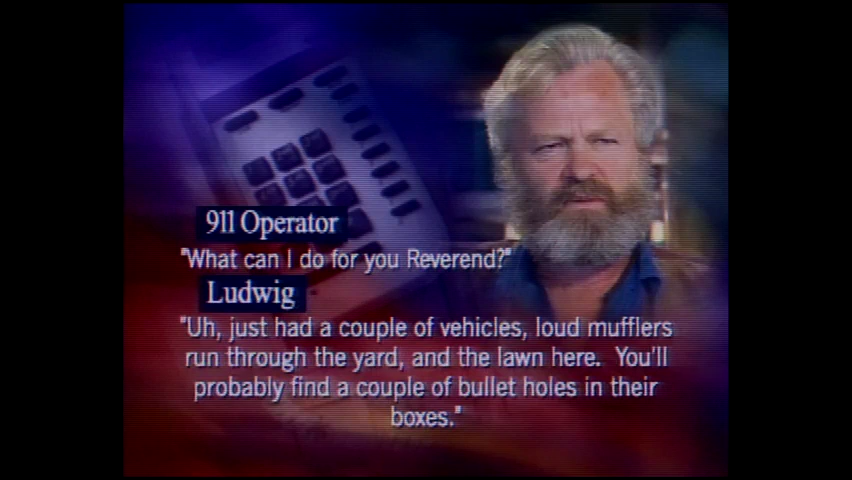 911 Operator
"What can I do for you Reverend?"
Ludwig
"Uh, just had a couple of vehicles, loud mufflers
run through the yard, and the lawn here. You'll
probably find a couple of bullet holes in their
boxes."